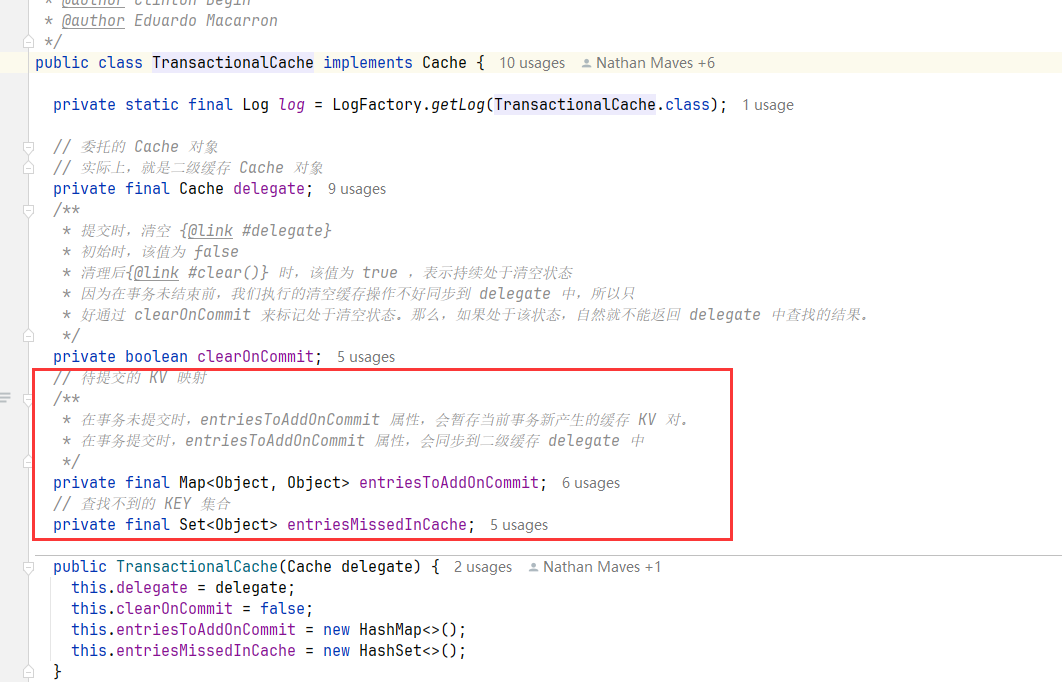 * @author Clinton Begin
* @author Eduardo Macarron
*/
public class TransactionalCache implements Cache { 10 usages Nathan Maves +6
private static final Log log = LogFactory.getLog(TransactionalCache.class); 1 usage
// 委托的 Cache 对象
// 实际上，就是二级缓存 Cache 对象
private final Cache delegate; 9 usages
/**
* 提交时，清空 {@link #delegate}
* 初始时，该值为 false
* 清理后{@link #clear()} 时，该值为 true ，表示持续处于清空状态
* 因为在事务未结束前，我们执行的清空缓存操作不好同步到 delegate 中，所以只
* 好通过 clearOnCommit 来标记处于清空状态。那么，如果处于该状态，自然就不能返回 delegate 中查找的结果。
*/
private boolean clearOnCommit; 5 usages
// 待提交的 KV 映射
/**
* 在事务未提交时，entriesToAddOnCommit 属性，会暂存当前事务新产生的缓存 KV 对。
* 在事务提交时，entriesToAddOnCommit 属性，会同步到二级缓存 delegate 中
*/
private final Map<Object, Object> entriesToAddOnCommit; 6 usages
// 查找不到的 KEY 集合
private final Set<Object> entriesMissedInCache; 5 usages
public TransactionalCache(Cache delegate) { 2 usages Nathan Maves +1
this.delegate = delegate;
this.clearOnCommit = false;
this.entriesToAddOnCommit = new HashMap<>();
this.entriesMissedInCache = new HashSet<>();
}